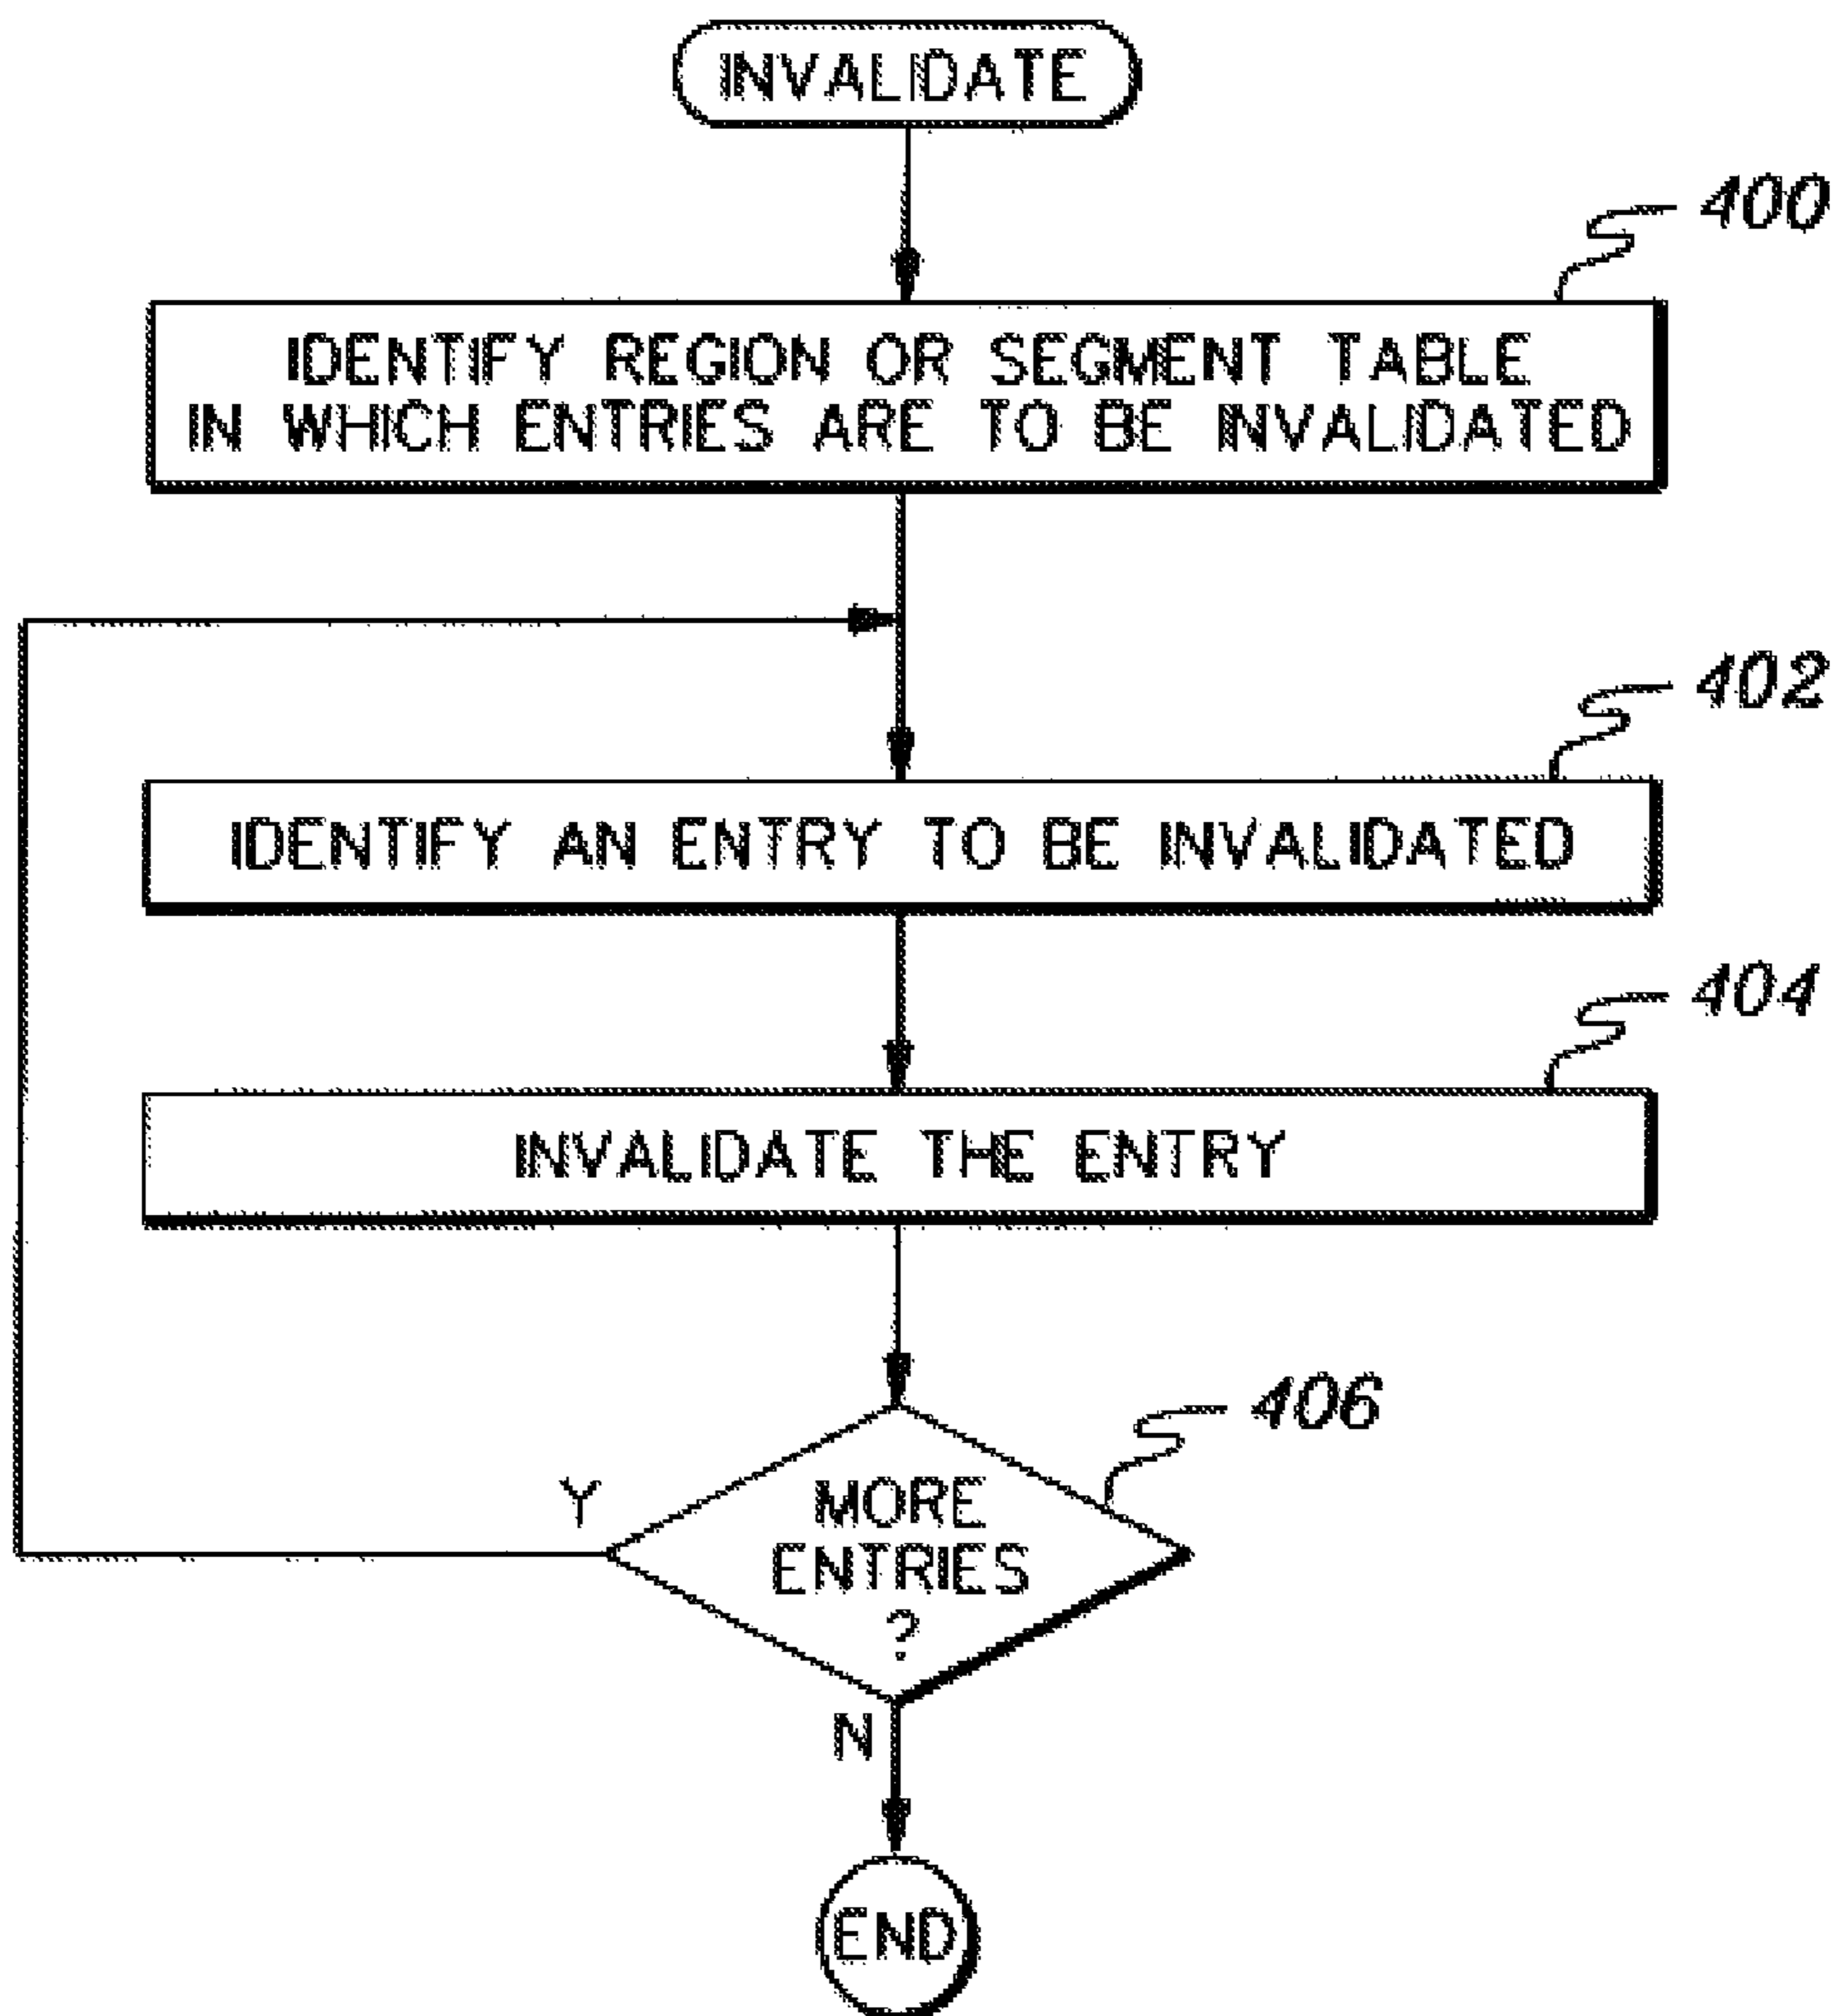 INVALIDATE
400
IDENTIFY REGION OR SEGMENT TABLE
IN WHICH ENTRIES ARE TO BE INVALIDATED
402
IDENTIFY AN ENTRY TO BE INVALIDATED
404
INVALIDATE THE ENTRY
406
Y
MORE
ENTRIES
?
N
END